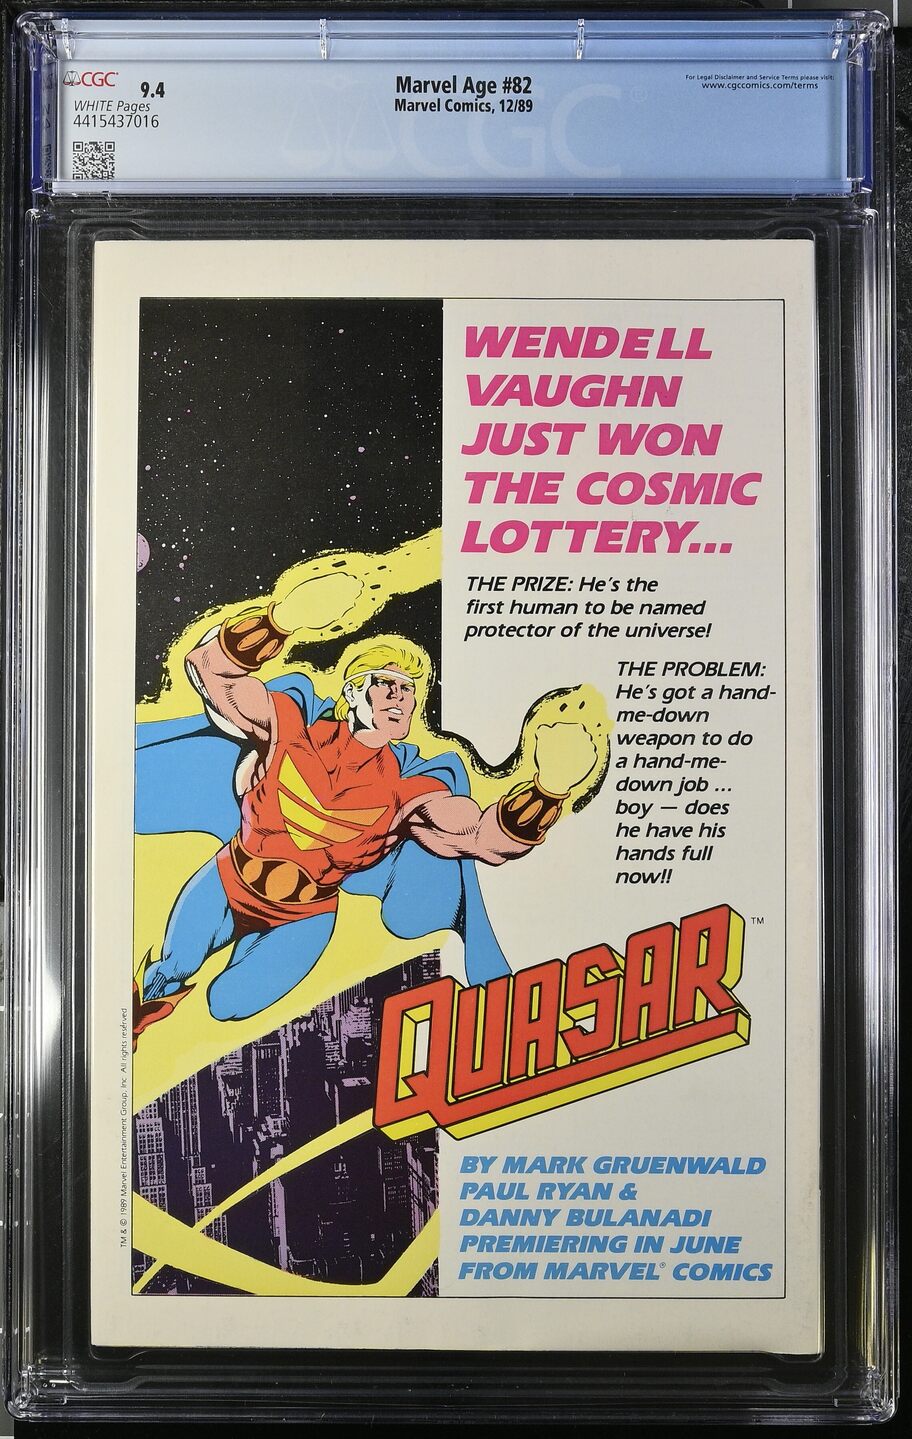 CGC
9.4
WHITE Pages
4415437016
Marvel Age #82
Marvel Comics, 12/89
For Legal Disclaimer and Service Terms please visit:
www.cgccomics.com/terms
WENDELL
VAUGHN
JUST WON
THE COSMIC
LOTTERY...
THE PRIZE: He's the
first human to be named
protector of the universe!
THE PROBLEM:
He's got a hand-
me-down
weapon to do
a hand-me-
down job ...
boy — does
he have his
hands full
now!!
QUASAR™
BY MARK GRUENWALD
PAUL RYAN &
DANNY BULANADI
PREMIERING IN JUNE
FROM MARVEL® COMICS
TM & © 1989 Marvel Entertainment Group, Inc. All rights reserved